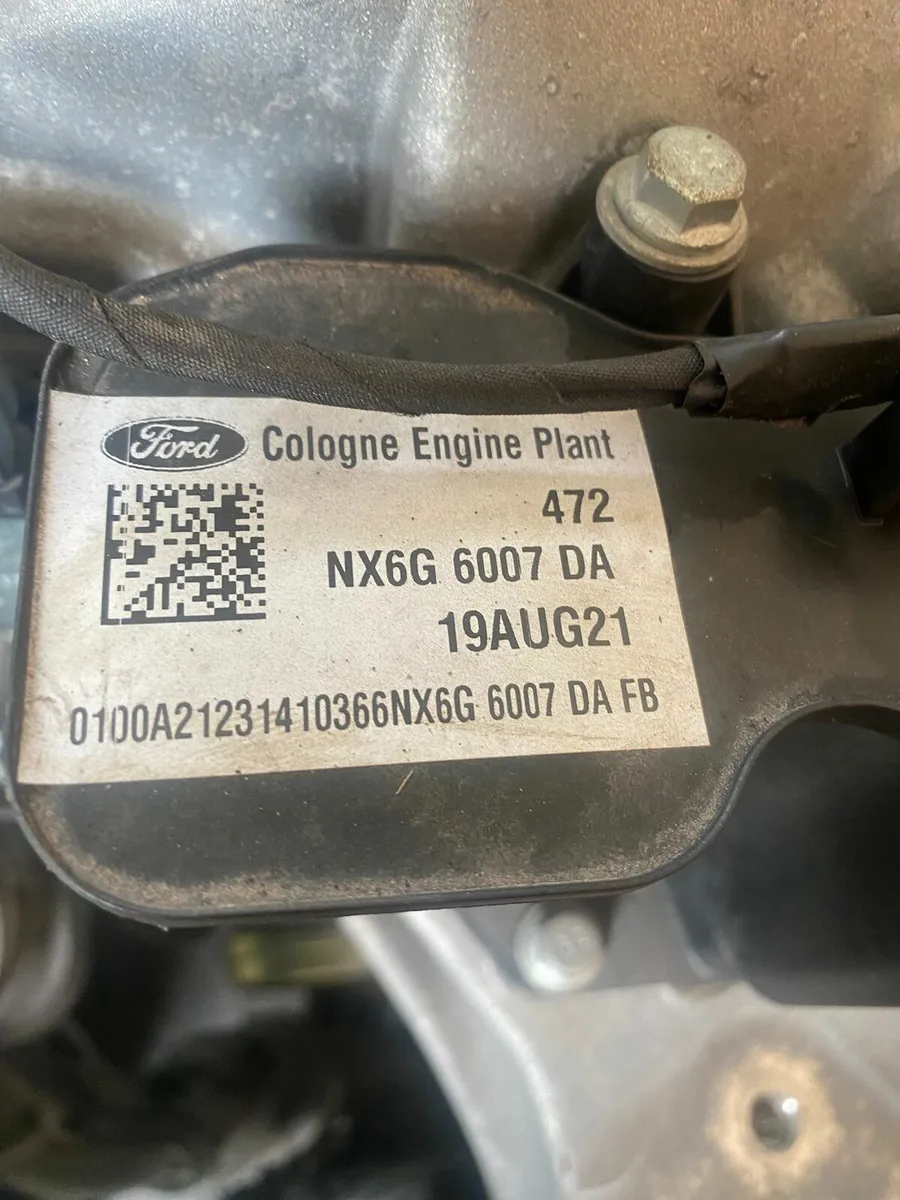 Ford Cologne Engine Plant
472
NX6G 6007 DA
19AUG21
0100A21231410366NX6G 6007 DA FB